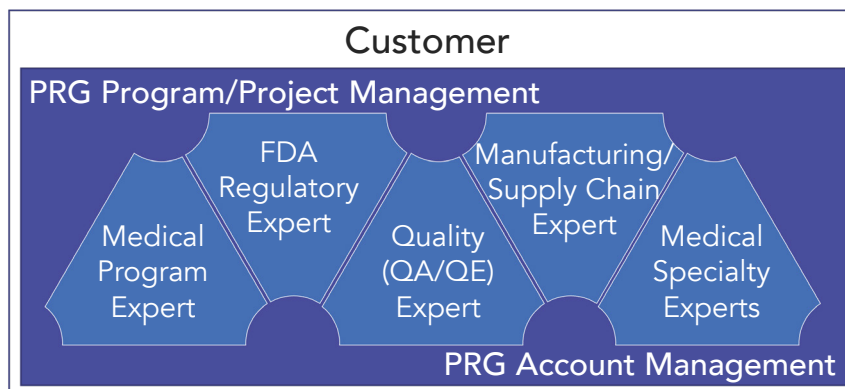 Customer
PRG Program/Project Management
FDA
Regulatory
Expert
Manufacturing/
Supply Chain
Expert
Medical
Program
Expert
Quality
(QA/QE)
Expert
Medical
Specialty
Experts
PRG Account Management